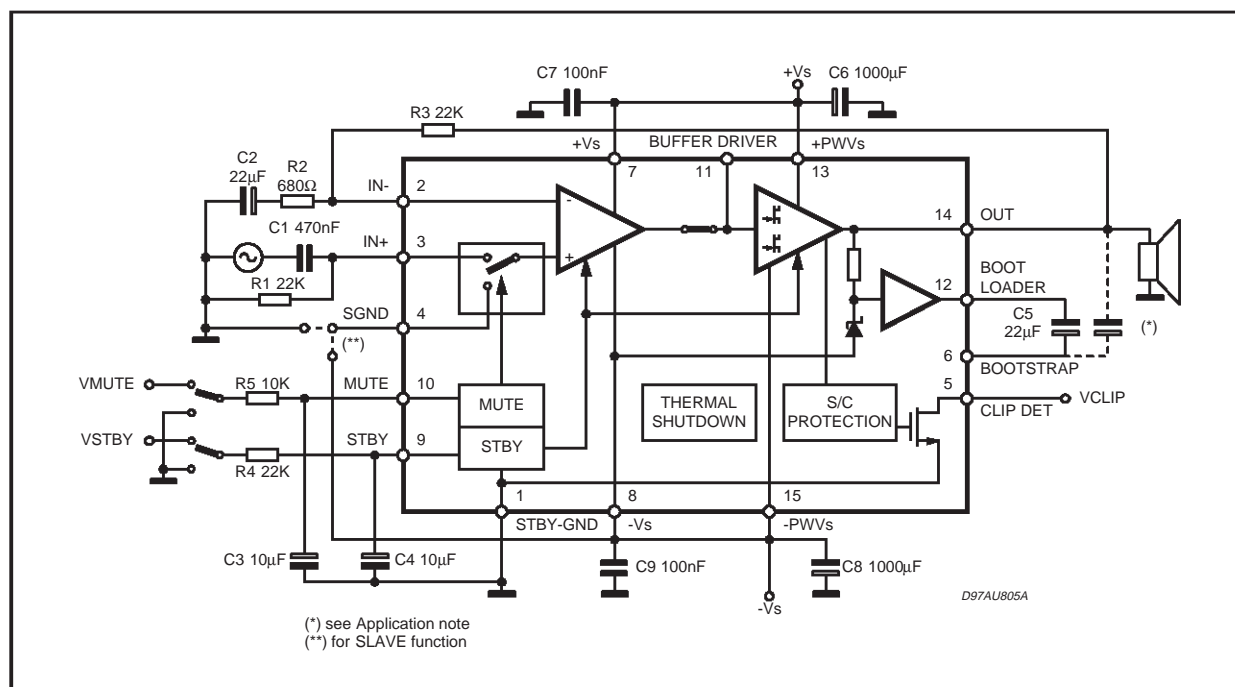 C7 100nF
+Vs
C6 1000μF
R3 22K
BUFFER DRIVER
+Vs
+PWVs
7
11
13
C2
22μF
R2
680Ω
IN-
2
-
C1 470nF
IN+
3
+
14
OUT
R1 22K
SGND
4
(**)
12
BOOT
LOADER
C5
22μF
(*)
6
BOOTSTRAP
5
CLIP DET
VCLIP
VMUTE
R5 10K
MUTE
10
MUTE
THERMAL
SHUTDOWN
S/C
PROTECTION
VSTBY
R4 22K
STBY
9
STBY
1
8
15
STBY-GND
-Vs
-PWVs
C3 10μF
C4 10μF
C9 100nF
C8 1000μF
-Vs
D97AU805A
(*) see Application note
(**) for SLAVE function